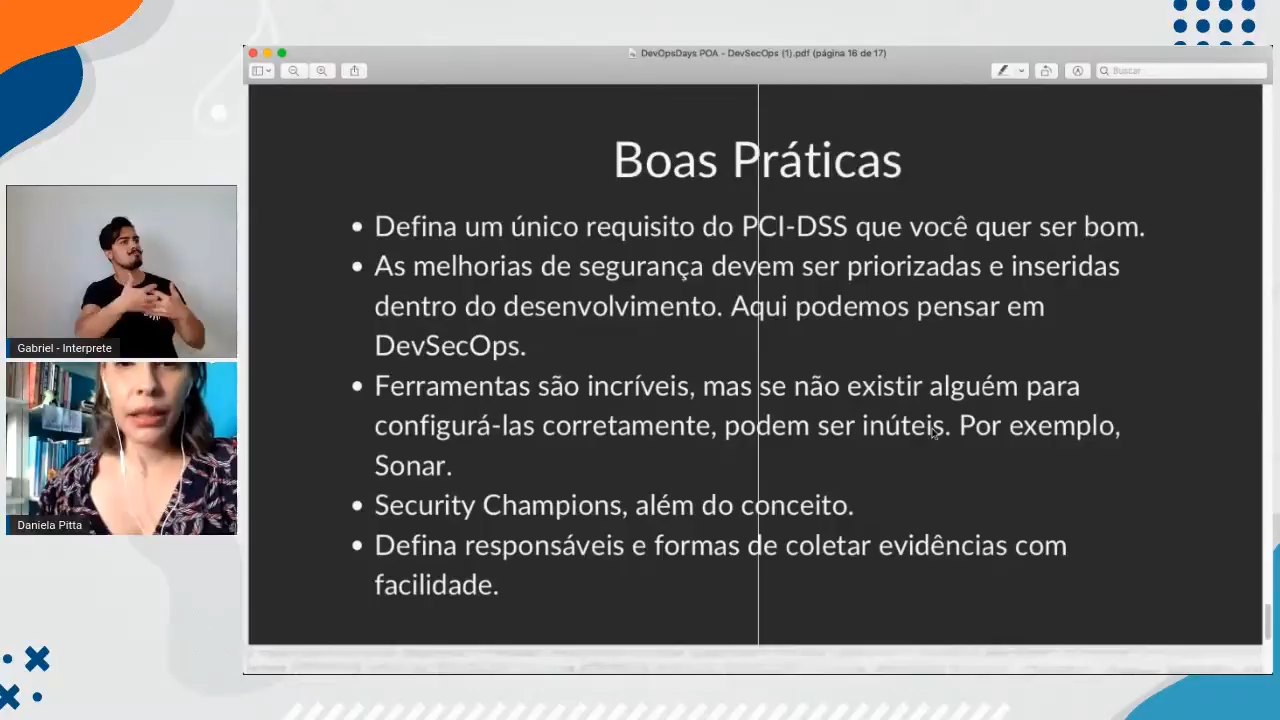 DevOpsDays POA - DevSecOps (1).pdf (página 16 de 17)
Buscar
Boas Práticas
• Defina um único requisito do PCI-DSS que você quer ser bom.
• As melhorias de segurança devem ser priorizadas e inseridas
dentro do desenvolvimento. Aqui podemos pensar em
DevSecOps.
• Ferramentas são incríveis, mas se não existir alguém para
configurá-las corretamente, podem ser inúteis. Por exemplo,
Sonar.
• Security Champions, além do conceito.
• Defina responsáveis e formas de coletar evidências com
facilidade.
Gabriel - Interprete
Daniela Pitta